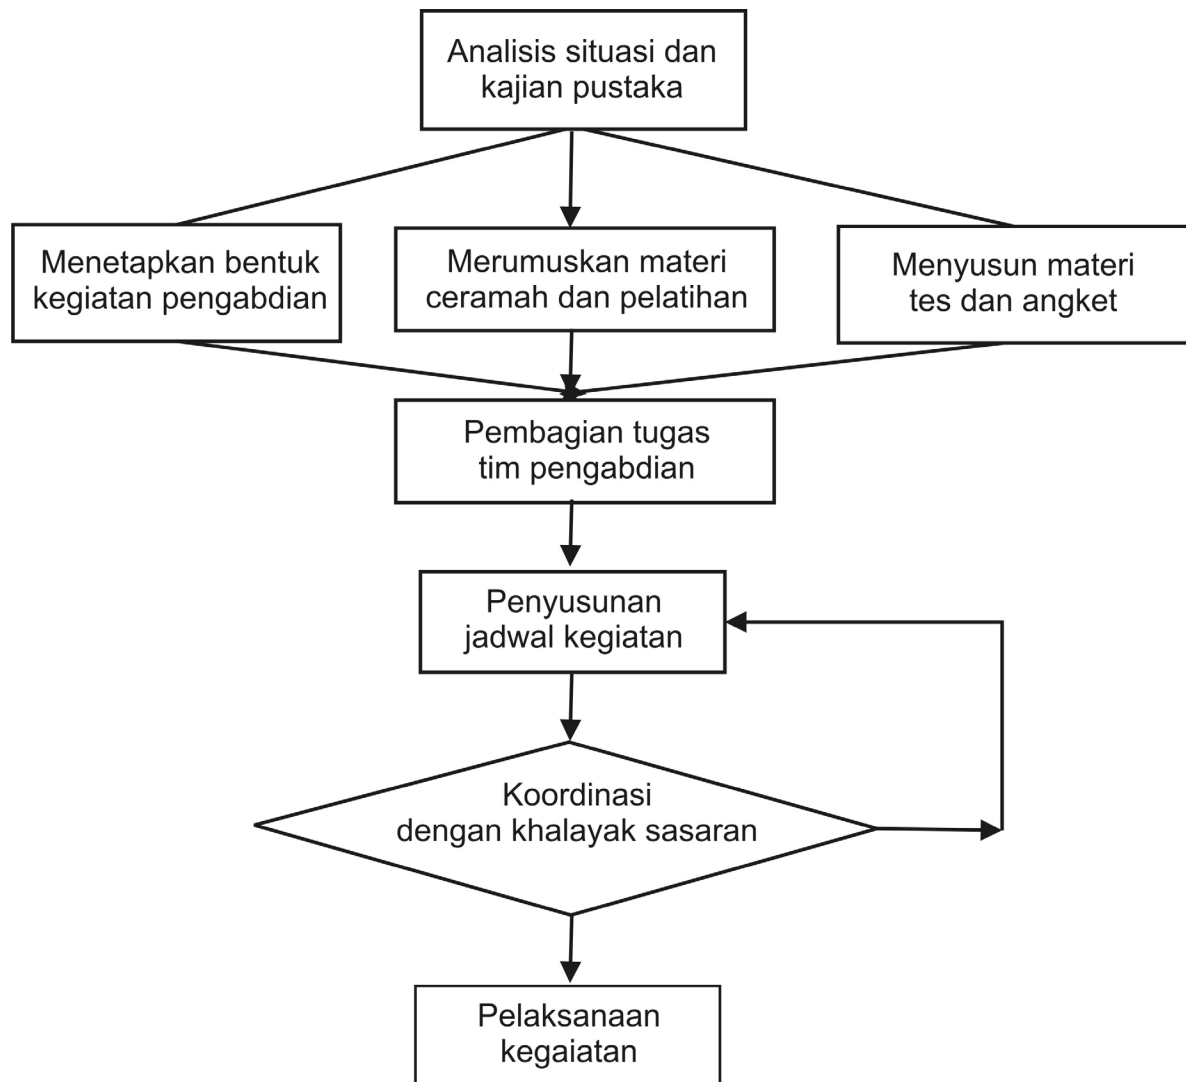 Analisis situasi dan
kajian pustaka
Menetapkan bentuk
kegiatan pengabdian
Merumuskan materi
ceramah dan pelatihan
Menyusun materi
tes dan angket
Pembagian tugas
tim pengabdian
Penyusunan
jadwal kegiatan
Koordinasi
dengan khalayak sasaran
Pelaksanaan
kegaiatan